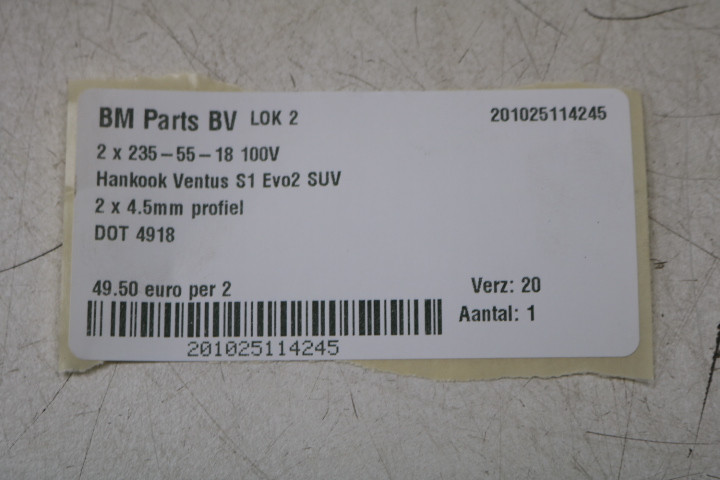 BM Parts BV LOK 2 201025114245
2 x 235-55-18 100V
Hankook Ventus S1 Evo2 SUV
2 x 4.5mm profiel
DOT 4918
49.50 euro per 2 Verz: 20
Aantal: 1
201025114245